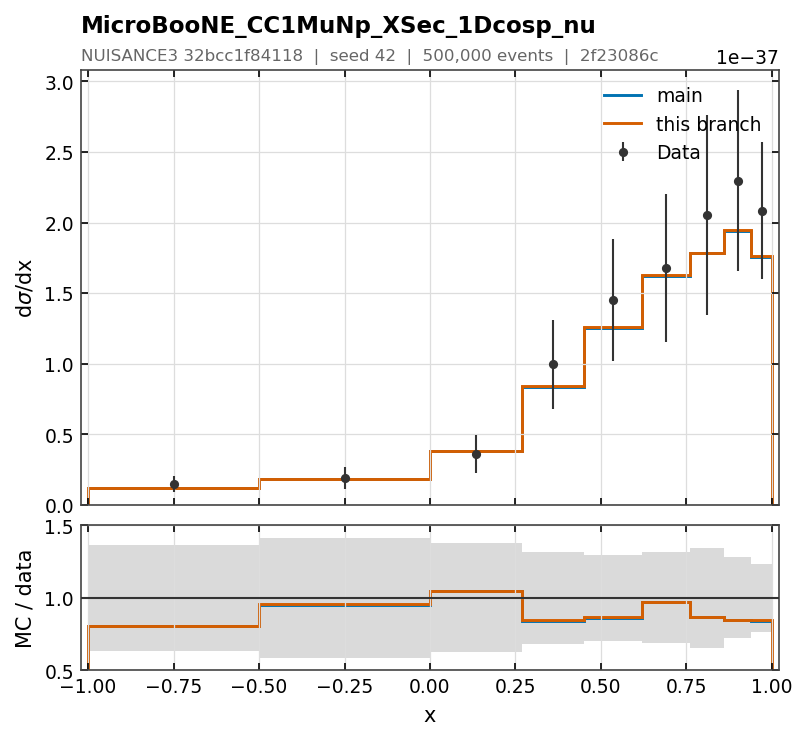 MicroBooNE_CC1MuNp_XSec_1Dcosp_nu
NUISANCE3 32bcc1f84118 | seed 42 | 500,000 events | 2f23086c
1e−37
main
this branch
Data
dσ/dx
3.0
2.5
2.0
1.5
1.0
0.5
0.0
MC / data
1.5
1.0
0.5
−1.00 −0.75 −0.50 −0.25 0.00 0.25 0.50 0.75 1.00
x